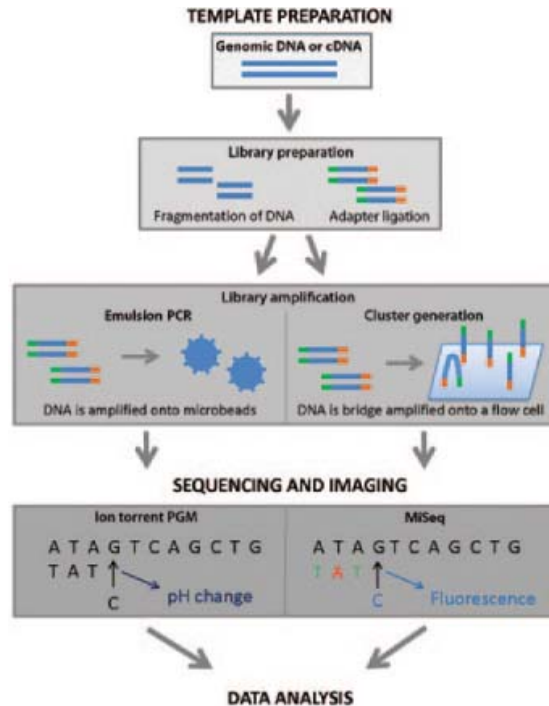 TEMPLATE PREPARATION
Genomic DNA or cDNA
Library preparation
Fragmentation of DNA
Adapter ligation
Library amplification
Emulsion PCR
Cluster generation
DNA is amplified onto microbeads
DNA is bridge amplified onto a flow cell
SEQUENCING AND IMAGING
Ion torrent PGM
A T A G T C A G C T G
T A T
C
pH change
MiSeq
A T A G T C A G C T G
T A T
C
Fluorescence
DATA ANALYSIS